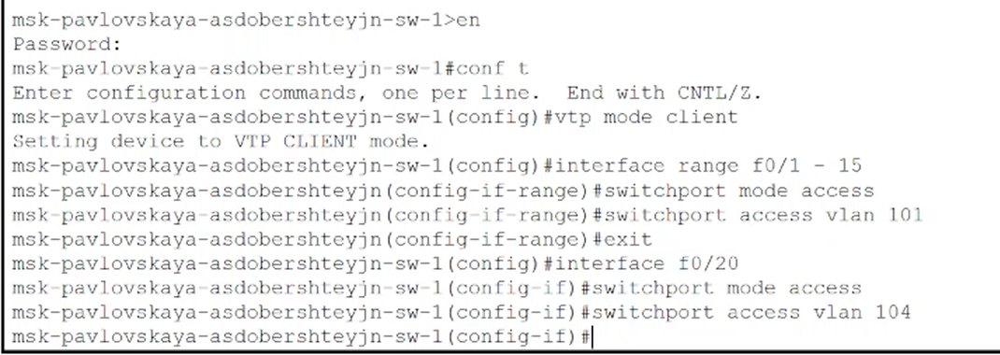 msk-pavlovskaya-asdobershteyjn-sw-1>en
Password:
msk-pavlovskaya-asdobershteyjn-sw-1#conf t
Enter configuration commands, one per line.  End with CNTL/Z.
msk-pavlovskaya-asdobershteyjn-sw-1(config)#vtp mode client
Setting device to VTP CLIENT mode.
msk-pavlovskaya-asdobershteyjn-sw-1(config)#interface range f0/1 - 15
msk-pavlovskaya-asdobershteyjn(config-if-range)#switchport mode access
msk-pavlovskaya-asdobershteyjn(config-if-range)#switchport access vlan 101
msk-pavlovskaya-asdobershteyjn(config-if-range)#exit
msk-pavlovskaya-asdobershteyjn-sw-1(config)#interface f0/20
msk-pavlovskaya-asdobershteyjn-sw-1(config-if)#switchport mode access
msk-pavlovskaya-asdobershteyjn-sw-1(config-if)#switchport access vlan 104
msk-pavlovskaya-asdobershteyjn-sw-1(config-if)#